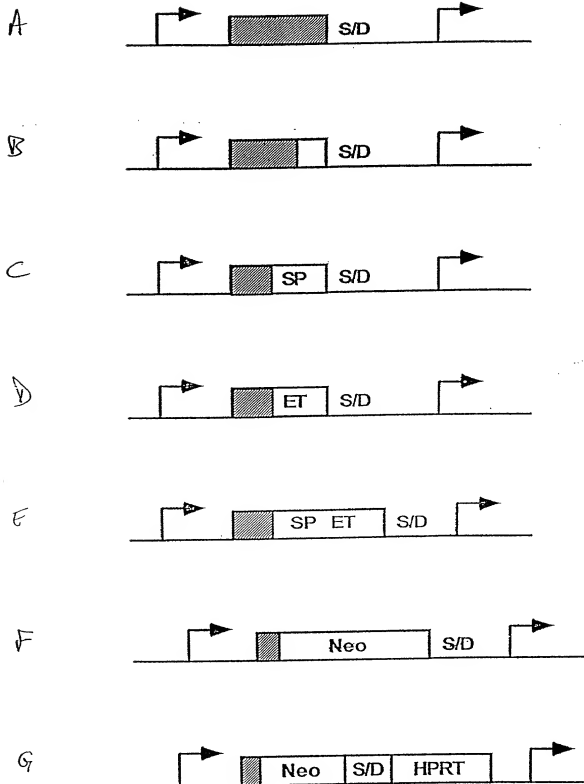 A S/D
B S/D
C SP S/D
D ET S/D
E SP ET S/D
F Neo S/D
G Neo S/D HPRT